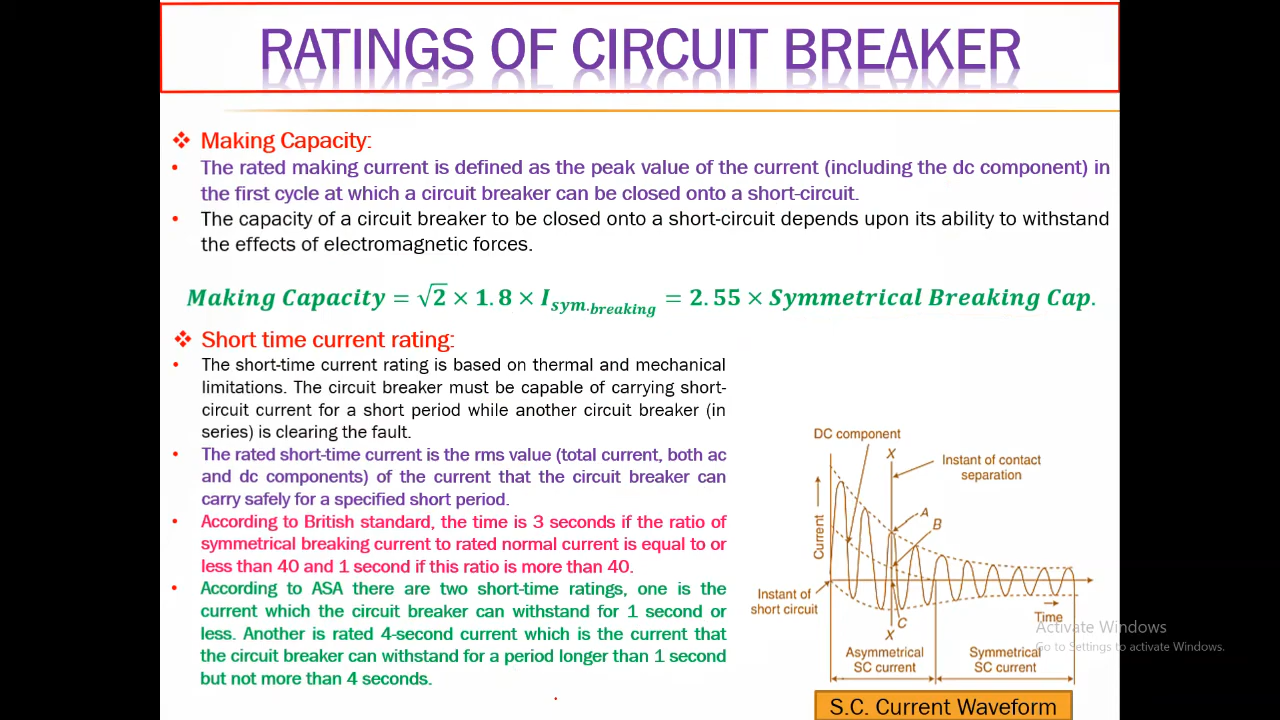 RATINGS OF CIRCUIT BREAKER
❖ Making Capacity:
• The rated making current is defined as the peak value of the current (including the dc component) in
the first cycle at which a circuit breaker can be closed onto a short-circuit.
• The capacity of a circuit breaker to be closed onto a short-circuit depends upon its ability to withstand
the effects of electromagnetic forces.
Making Capacity = √2 × 1.8 × I_sym.breaking = 2.55 × Symmetrical Breaking Cap.
❖ Short time current rating:
• The short-time current rating is based on thermal and mechanical
limitations. The circuit breaker must be capable of carrying short-
circuit current for a short period while another circuit breaker (in
series) is clearing the fault.
• The rated short-time current is the rms value (total current, both ac
and dc components) of the current that the circuit breaker can
carry safely for a specified short period.
• According to British standard, the time is 3 seconds if the ratio of
symmetrical breaking current to rated normal current is equal to or
less than 40 and 1 second if this ratio is more than 40.
• According to ASA there are two short-time ratings, one is the
current which the circuit breaker can withstand for 1 second or
less. Another is rated 4-second current which is the current that
the circuit breaker can withstand for a period longer than 1 second
but not more than 4 seconds.
DC component
X
Instant of contact
separation
A
B
Current
Instant of
short circuit
C
X
Time
Asymmetrical
SC current
Symmetrical
SC current
S.C. Current Waveform
Activate Windows
Go to Settings to activate Windows.